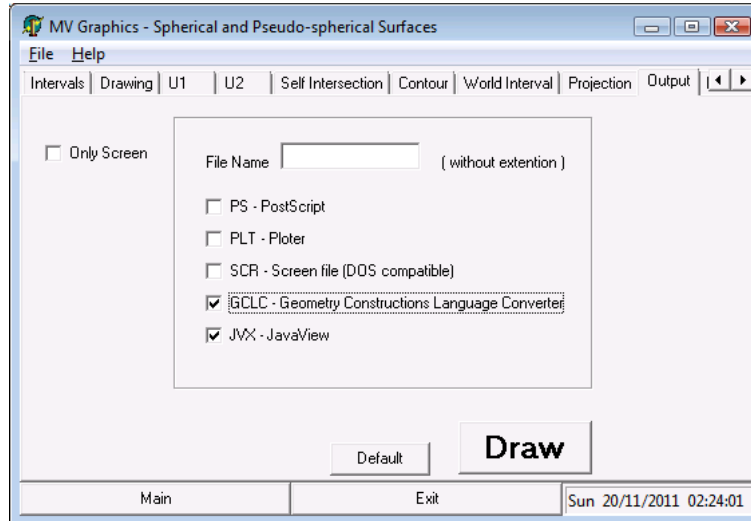 MV Graphics - Spherical and Pseudo-spherical Surfaces
File Help
Intervals Drawing U1 U2 Self Intersection Contour World Interval Projection Output
Only Screen
File Name ( without extention )
PS - PostScript
PLT - Ploter
SCR - Screen file (DOS compatible)
GCLC - Geometry Constructions Language Converter
JVX - JavaView
Default
Draw
Main Exit Sun 20/11/2011 02:24:01